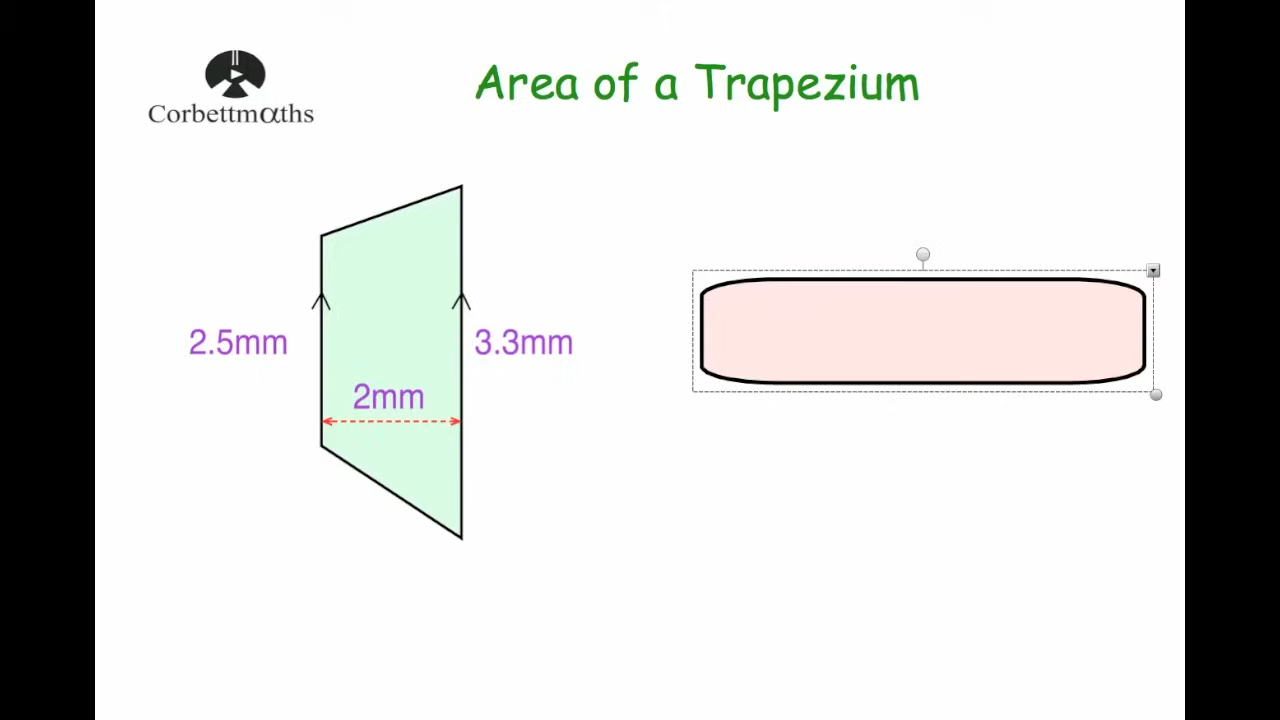 Area of a Trapezium
Corbettmαths
2.5mm
3.3mm
2mm